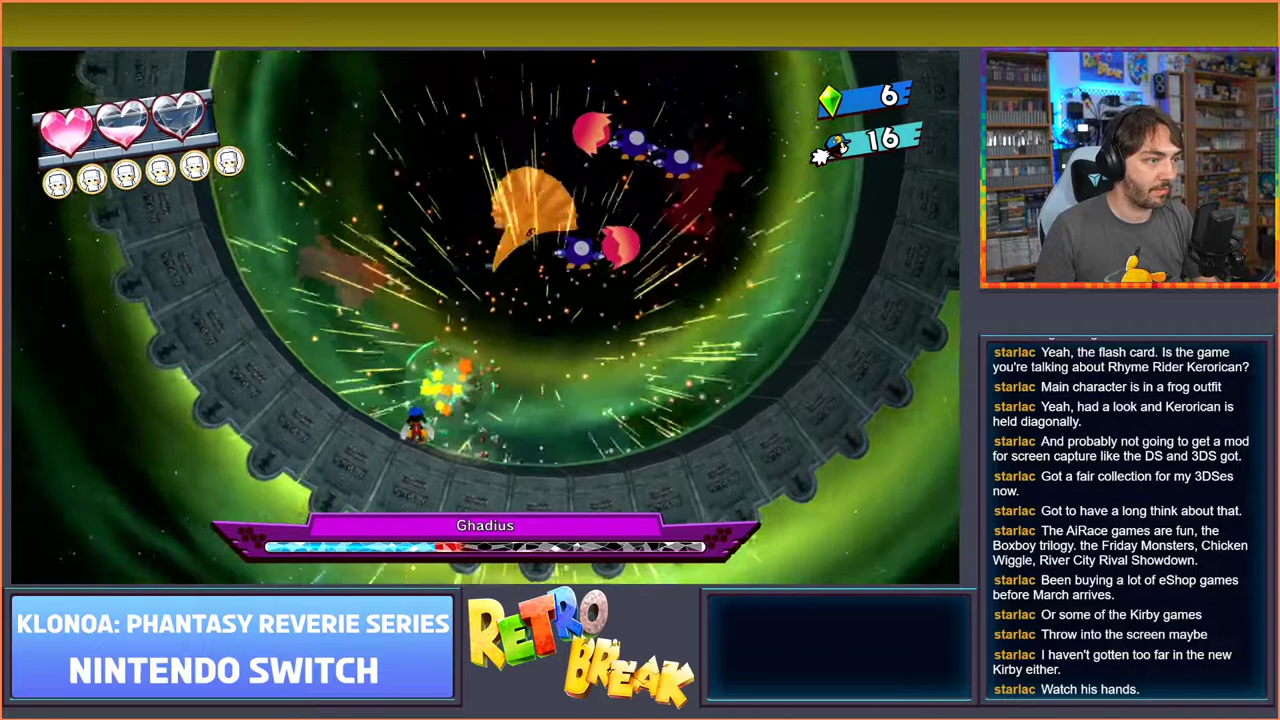 6
16
Ghadius
starlac Yeah, the flash card. Is the game
you're talking about Rhyme Rider Kerorican?
starlac Main character is in a frog outfit
starlac Yeah, had a look and Kerorican is
held diagonally.
starlac And probably not going to get a mod
for screen capture like the DS and 3DS got.
starlac Got a fair collection for my 3DSes
now.
starlac Got to have a long think about that.
starlac The AiRace games are fun, the
Boxboy trilogy. the Friday Monsters, Chicken
Wiggle, River City Rival Showdown.
starlac Been buying a lot of eShop games
before March arrives.
starlac Or some of the Kirby games
starlac Throw into the screen maybe
starlac I haven't gotten too far in the new
Kirby either.
starlac Watch his hands.
KLONOA: PHANTASY REVERIE SERIES
NINTENDO SWITCH
RETRO
BREAK